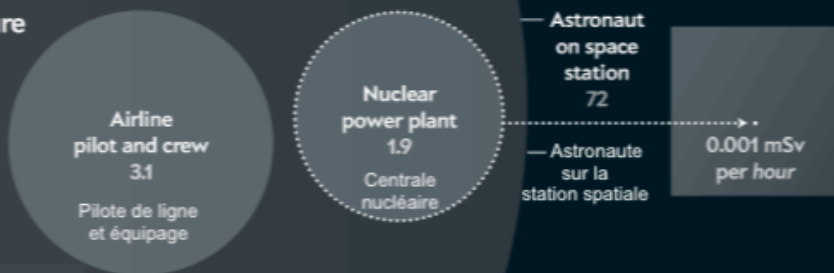 re
Airline
pilot and crew
3.1
Pilote de ligne
et équipage
Nuclear
power plant
1.9
Centrale
nucléaire
— Astronaut
on space
station
72
— Astronaute
sur la
station spatiale
0.001 mSv
per hour